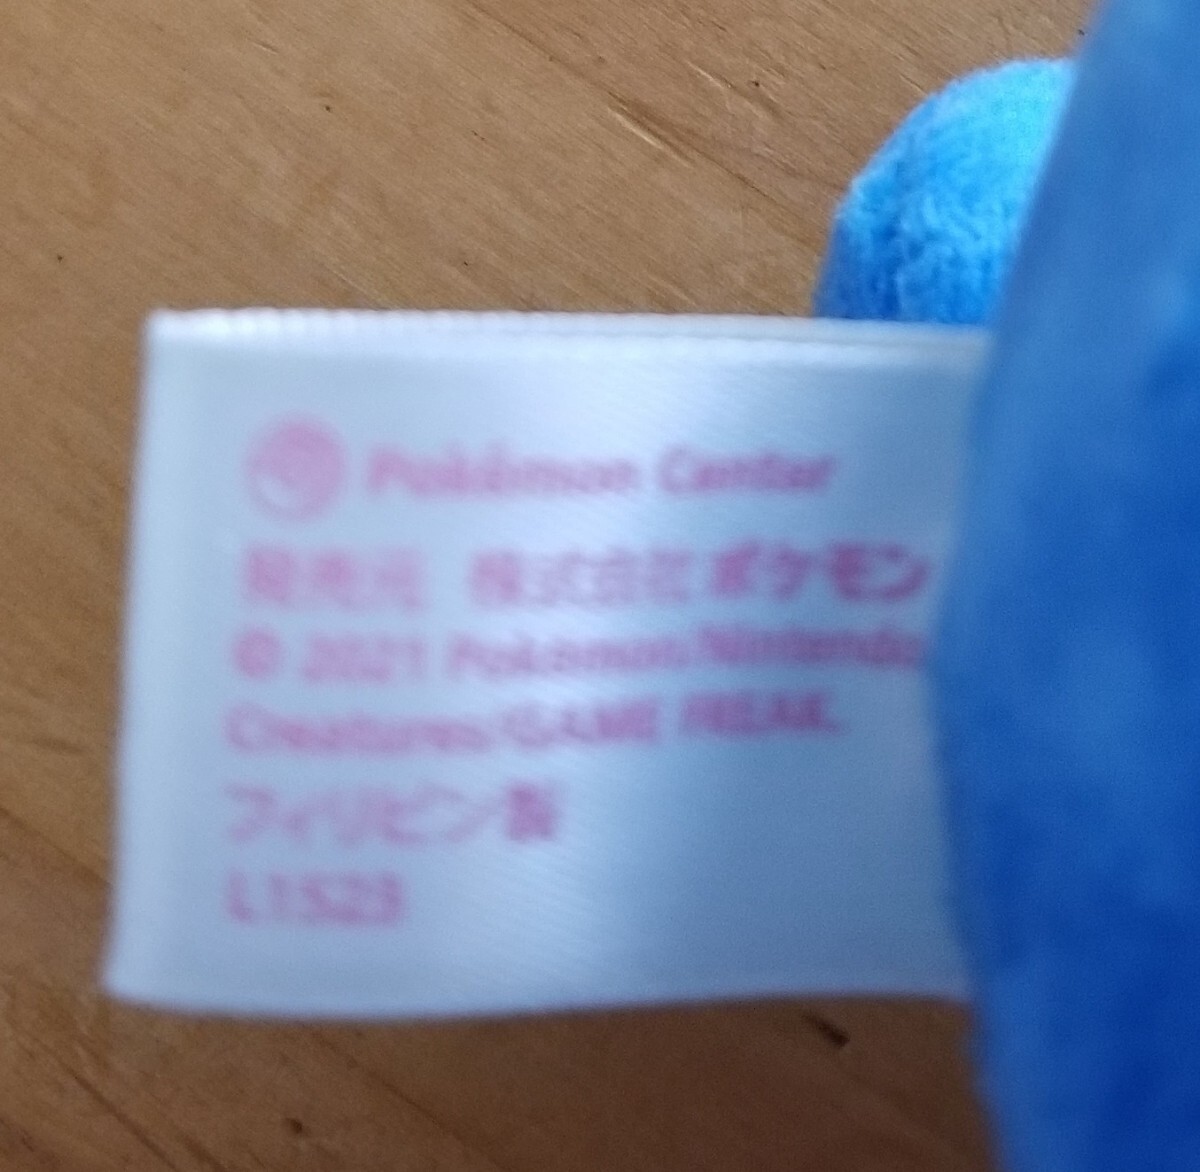 Pokémon Center
発売元 株式会社ポケモン
© 2021 Pokémon/Nintendo
Creatures/GAME FREAK.
フィリピン製
L1523